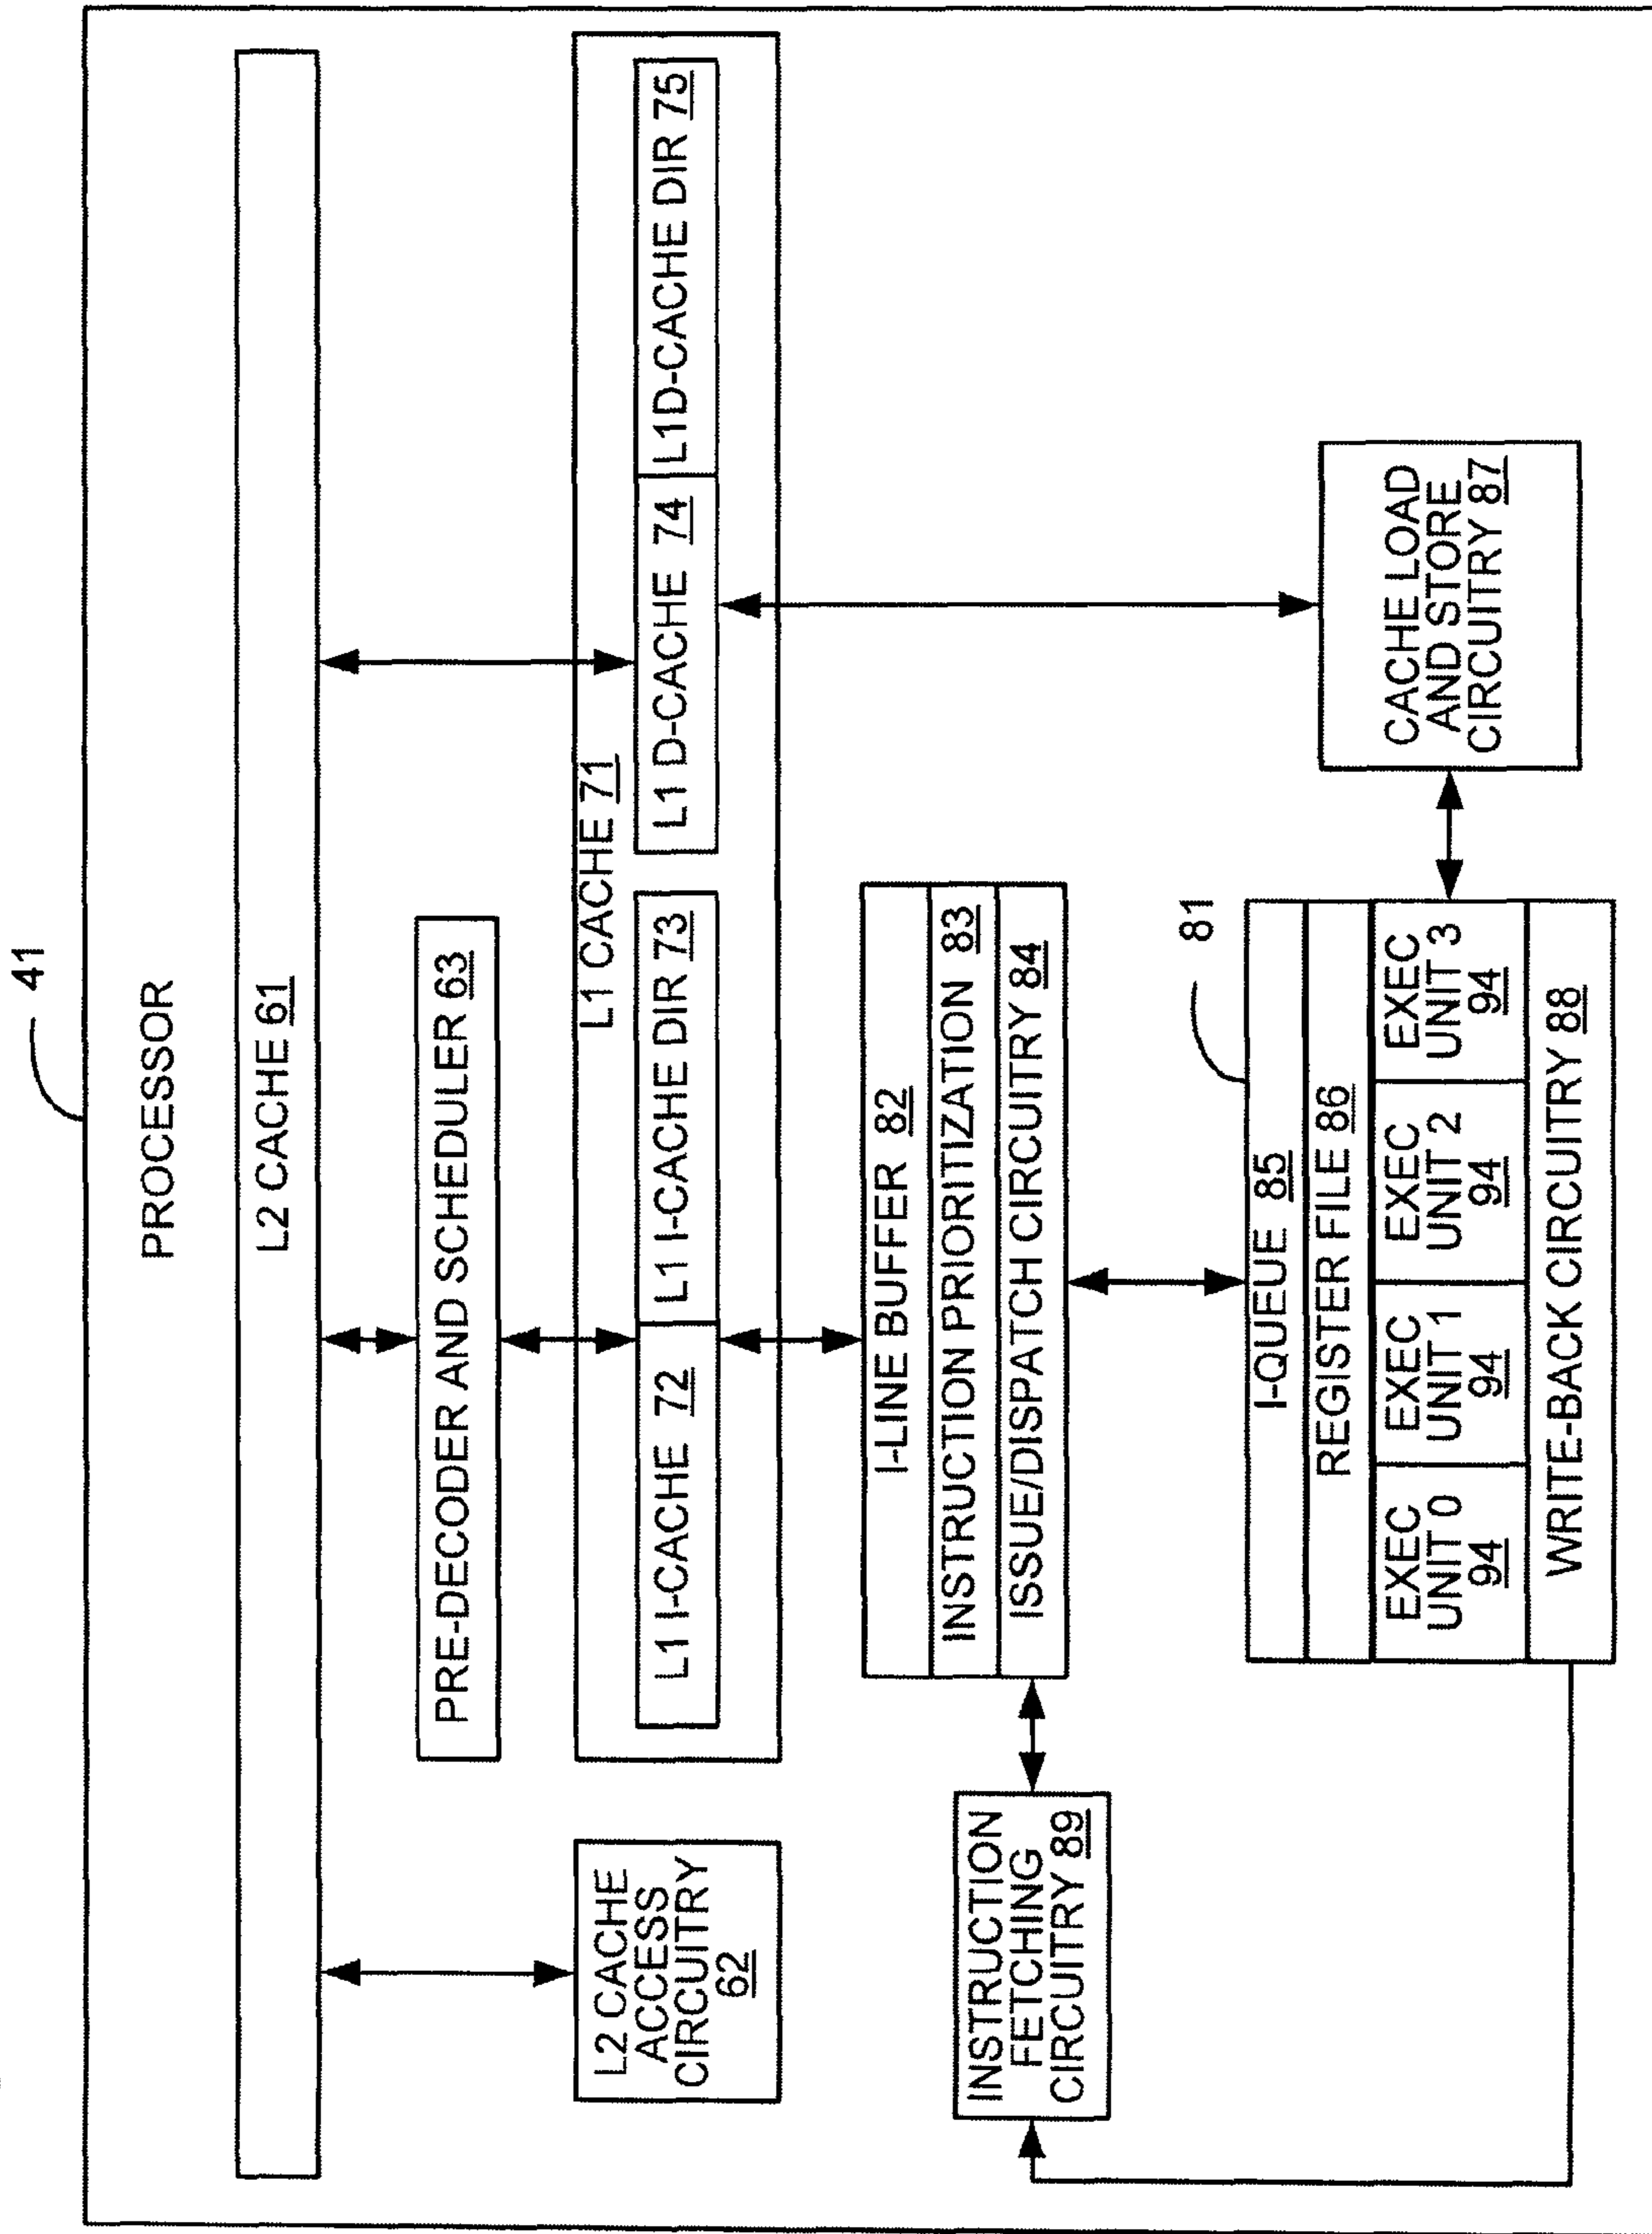 41
PROCESSOR
L2 CACHE 61
L2 CACHE
ACCESS
CIRCUITRY
62
PRE-DECODER AND SCHEDULER 63
L1 CACHE 71
L1 I-CACHE 72
L1 I-CACHE DIR 73
L1 D-CACHE 74
L1D-CACHE DIR 75
I-LINE BUFFER 82
INSTRUCTION PRIORITIZATION 83
ISSUE/DISPATCH CIRCUITRY 84
INSTRUCTION
FETCHING
CIRCUITRY 89
81
I-QUEUE 85
REGISTER FILE 86
EXEC
UNIT 0
94
EXEC
UNIT 1
94
EXEC
UNIT 2
94
EXEC
UNIT 3
94
WRITE-BACK CIRCUITRY 88
CACHE LOAD
AND STORE
CIRCUITRY 87